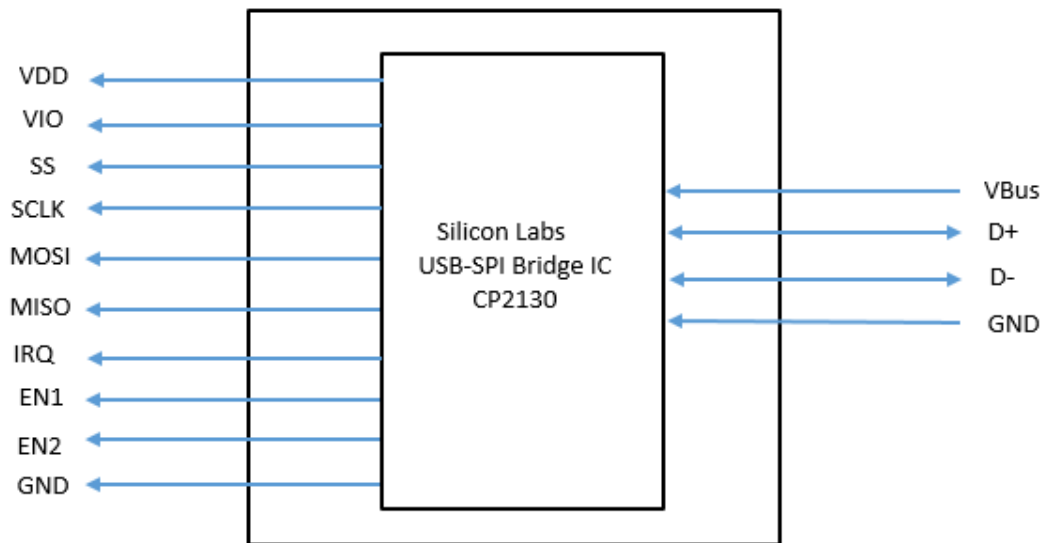 VDD
VIO
SS
SCLK
MOSI
MISO
IRQ
EN1
EN2
GND
Silicon Labs
USB-SPI Bridge IC
CP2130
VBus
D+
D-
GND